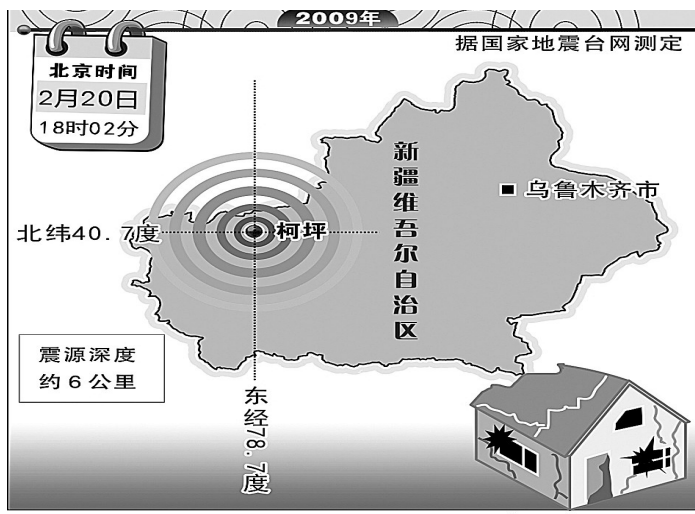 2009年
据国家地震台网测定
北京时间
2月20日
18时02分
新疆维吾尔自治区
乌鲁木齐市
北纬40.7度
柯坪
震源深度
约6公里
东经78.7度